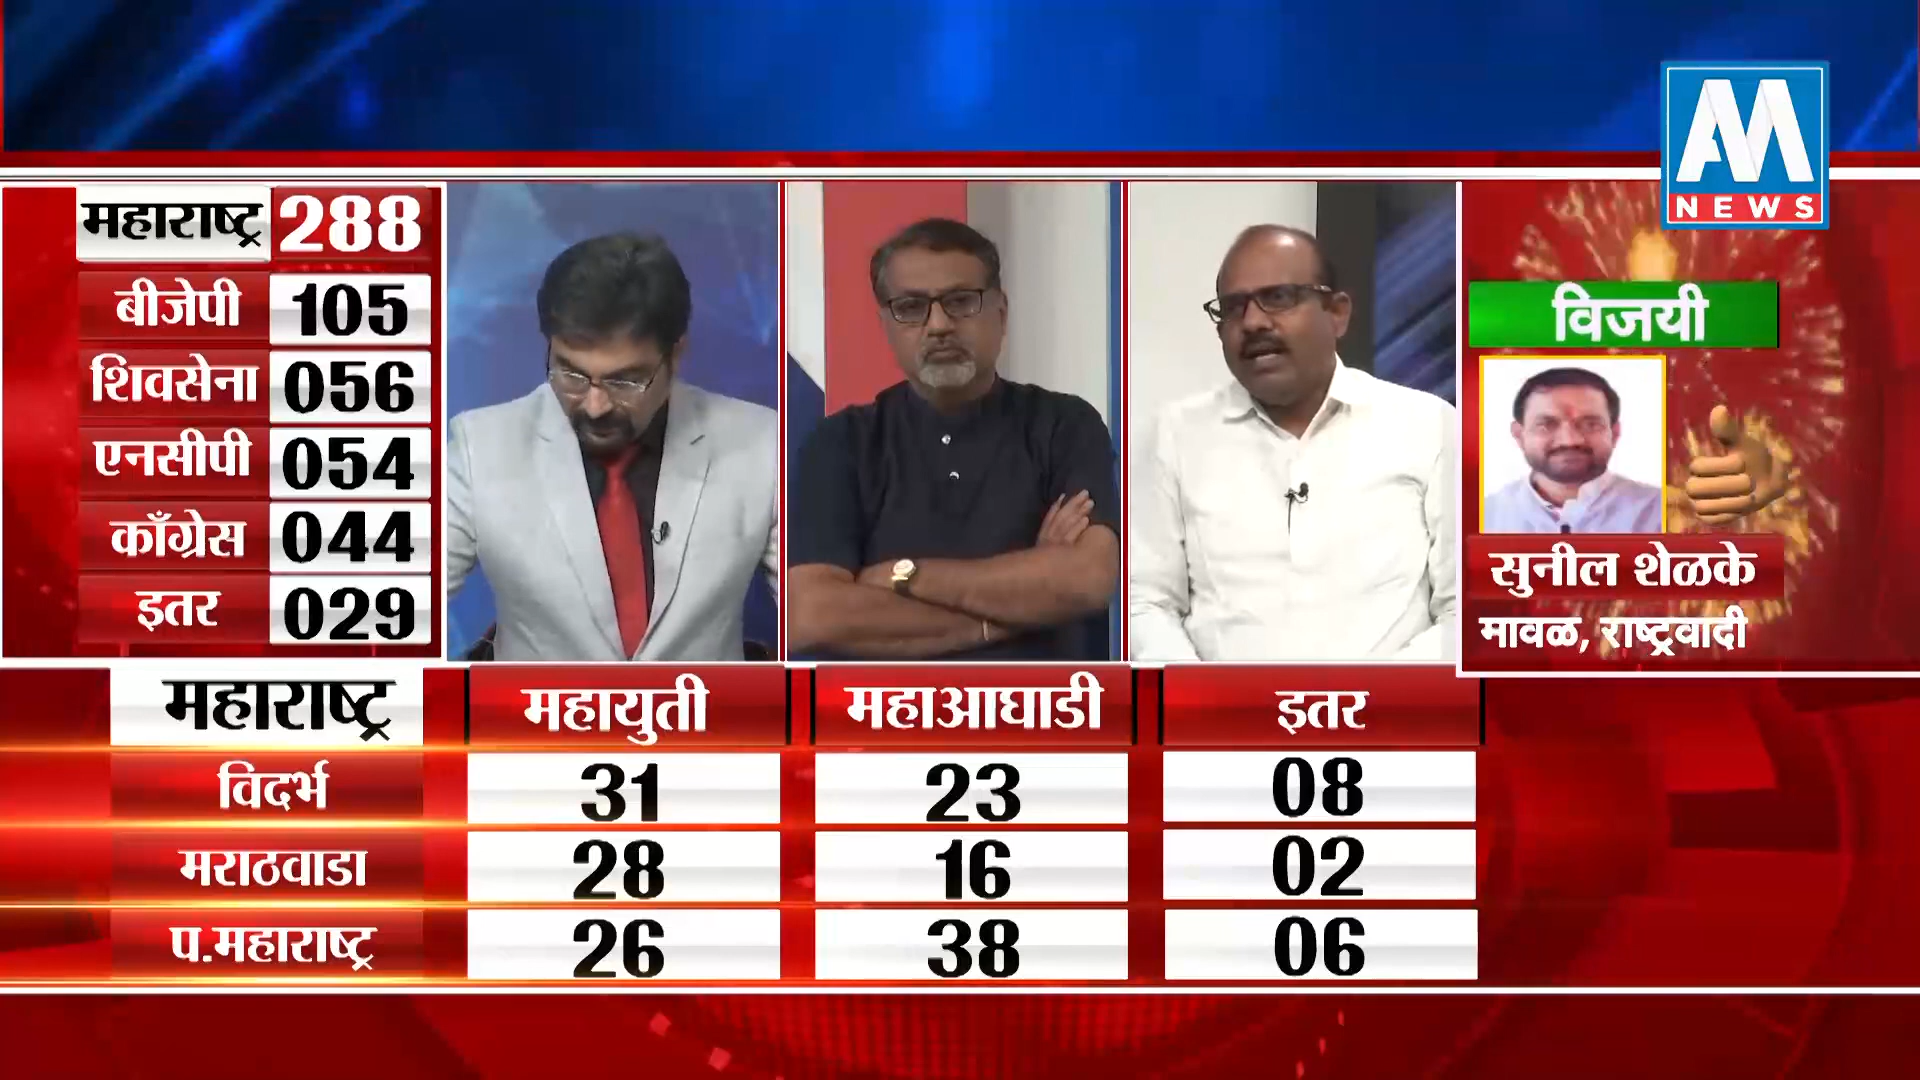 AM
NEWS
महाराष्ट्र 288
बीजेपी 105
शिवसेना 056
एनसीपी 054
काँग्रेस 044
इतर 029
विजयी
सुनील शेळके
मावळ, राष्ट्रवादी
महाराष्ट्र महायुती महाआघाडी इतर
विदर्भ 31 23 08
मराठवाडा 28 16 02
प.महाराष्ट्र 26 38 06